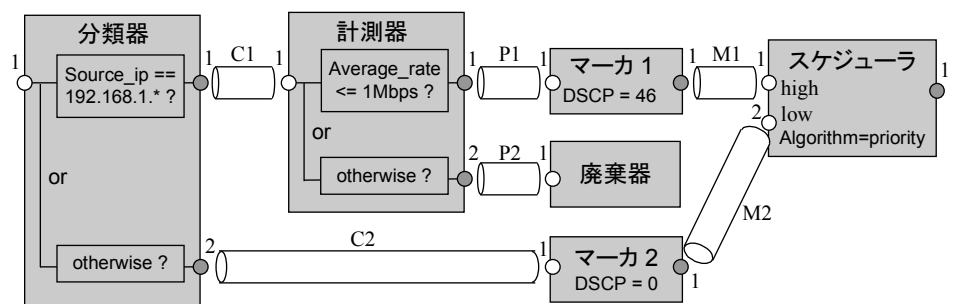 分類器
1
Source_ip ==
192.168.1.* ?
1
or
otherwise ?
2
C1
計測器
1
Average_rate
<= 1Mbps ?
1
or
otherwise ?
2
P1
マーカ 1
1
DSCP = 46
1
M1
スケジューラ
1
high
2
low
Algorithm=priority
1
P2
1
廃棄器
C2
1
マーカ 2
DSCP = 0
1
M2